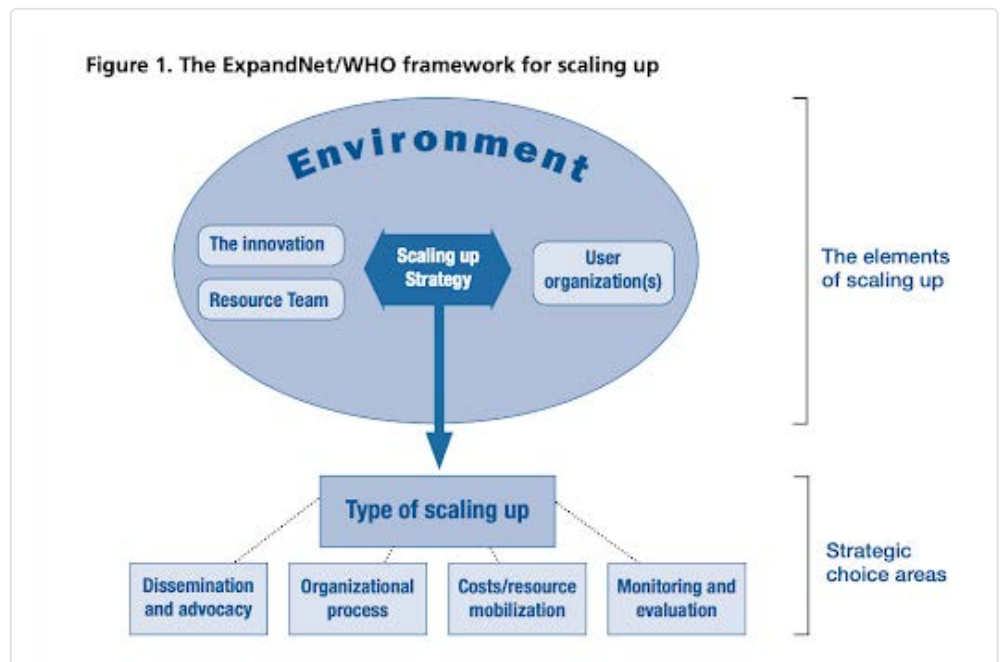 Figure 1. The ExpandNet/WHO framework for scaling up
Environment
The innovation
Resource Team
Scaling up
Strategy
User
organization(s)
The elements
of scaling up
Type of scaling up
Dissemination
and advocacy
Organizational
process
Costs/resource
mobilization
Monitoring and
evaluation
Strategic
choice areas